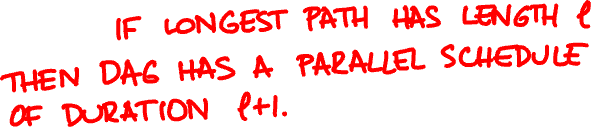 IF LONGEST PATH HAS LENGTH ℓ
THEN DAG HAS A PARALLEL SCHEDULE
OF DURATION ℓ+1.